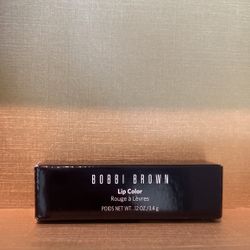 BOBBI BROWN
Lip Color
Rouge à Lèvres
POIDS NET WT. .12 OZ./3.4 g